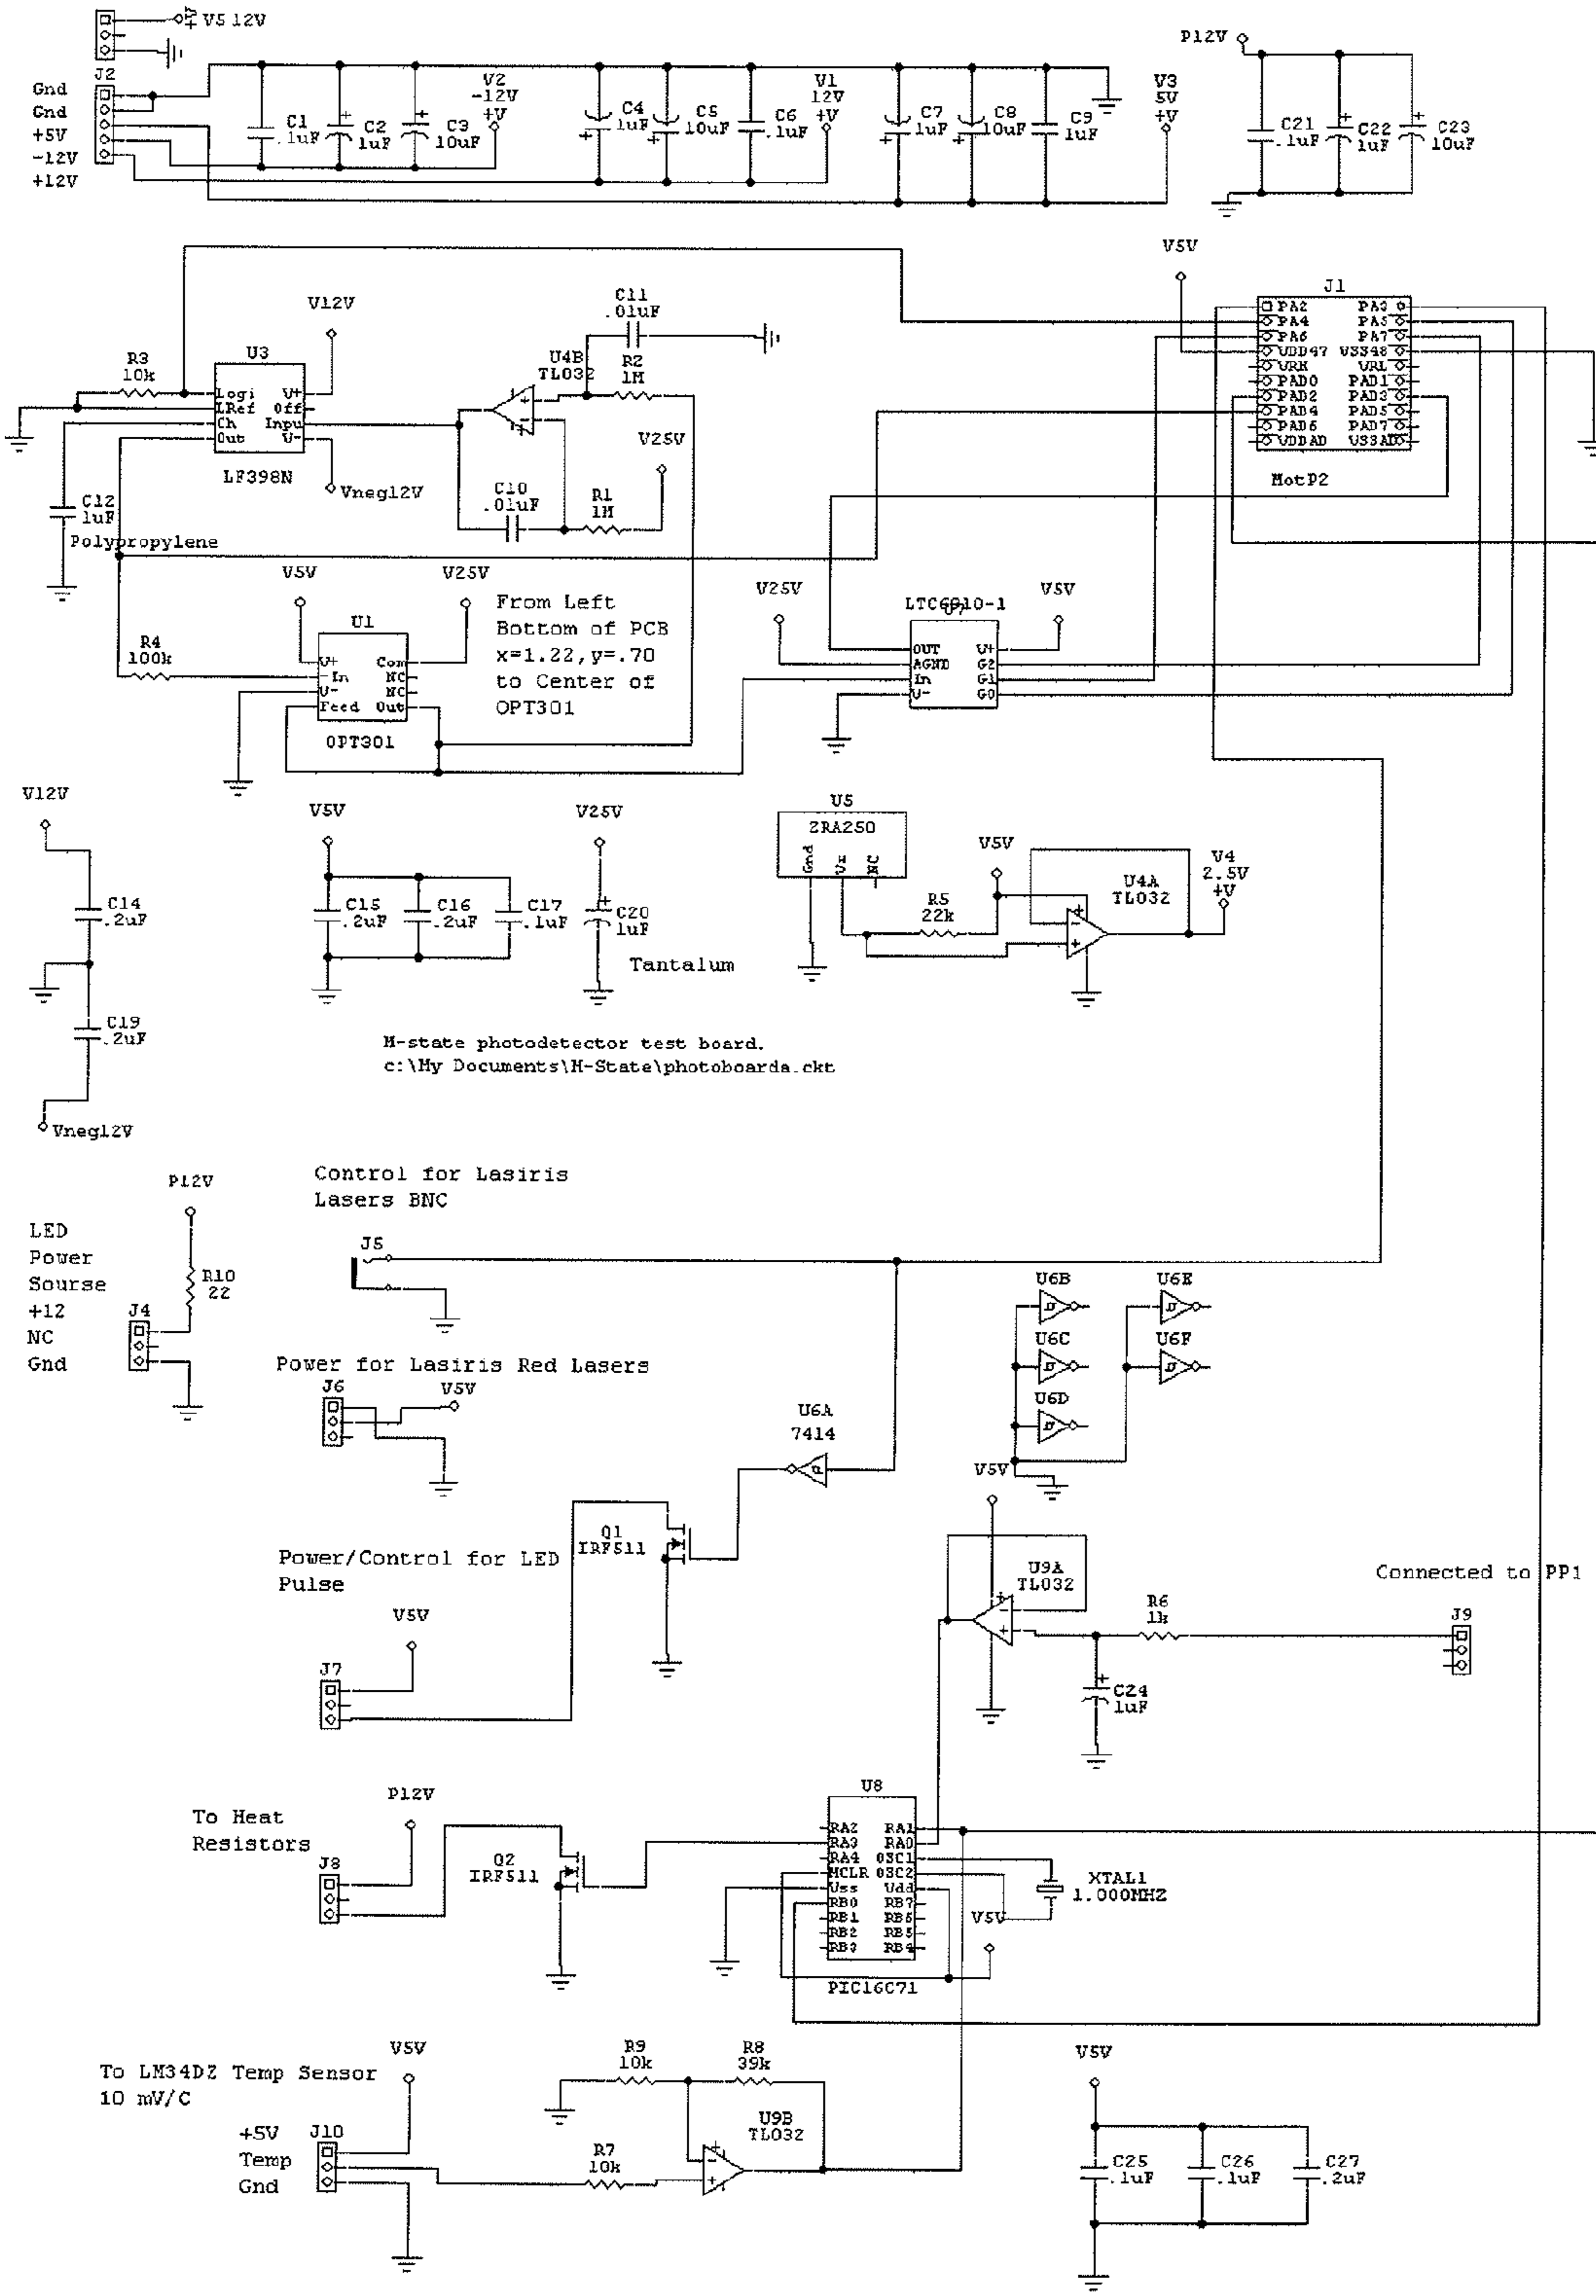 V5 12V
+V
J2
Gnd
Gnd
+5V
-12V
+12V
C1
.1uF
C2
1uF
C3
10uF
V2
-12V
+V
C4
1uF
C5
10uF
C6
.1uF
V1
12V
+V
C7
1uF
C8
10uF
C9
1uF
V3
5V
+V
P12V
C21
.1uF
C22
1uF
C23
10uF
V5V
J1
PA2 PA3
PA4 PA5
PA6 PA7
VDD47 VSS48
VRH VRL
PAD0 PAD1
PAD2 PAD3
PAD4 PAD5
PAD6 PAD7
VDDAD VSSAD
MotP2
V12V
R3
10k
U3
Logi V+
LRef Off
Ch Inpu
Out V-
LF398N
Vneg12V
C12
1uF
Polypropylene
C11
.01uF
U4B
TL032
R2
1M
V25V
C10
.01uF
R1
1M
V5V
V25V
R4
100k
U1
V+ Com
-In NC
V- NC
Feed Out
OPT301
From Left
Bottom of PCB
x=1.22,y=.70
to Center of
OPT301
V25V
LTC6910-1
U7
V5V
OUT V+
AGND G2
In G1
V- G0
V12V
C14
.2uF
C19
.2uF
Vneg12V
V5V
C15
.2uF
C16
.2uF
C17
.1uF
V25V
C20
1uF
Tantalum
U5
ZRA250
Gnd
NC
V5V
R5
22k
U4A
TL032
V4
2.5V
+V
M-state photodetector test board.
c:\My Documents\M-State\photoboarda.ckt
P12V
LED
Power
Sourse
+12
NC
Gnd
R10
22
J4
Control for Lasiris
Lasers BNC
J5
Power for Lasiris Red Lasers
J6
V5V
U6A
7414
U6B
U6C
U6D
U6E
U6F
Q1
IRF511
Power/Control for LED
Pulse
V5V
J7
V5V
U9A
TL032
R6
1k
C24
1uF
Connected to PP1
J9
To Heat
Resistors
P12V
J8
Q2
IRF511
U8
RA2 RA1
RA3 RA0
RA4 OSC1
MCLR OSC2
Vss Vdd
RB0 RB7
RB1 RB6
RB2 RB5
RB3 RB4
PIC16C71
XTAL1
1.000MHZ
V5V
To LM34DZ Temp Sensor
10 mV/C
V5V
+5V
Temp
Gnd
J10
R9
10k
R8
39k
R7
10k
U9B
TL032
V5V
C25
.1uF
C26
.1uF
C27
.2uF